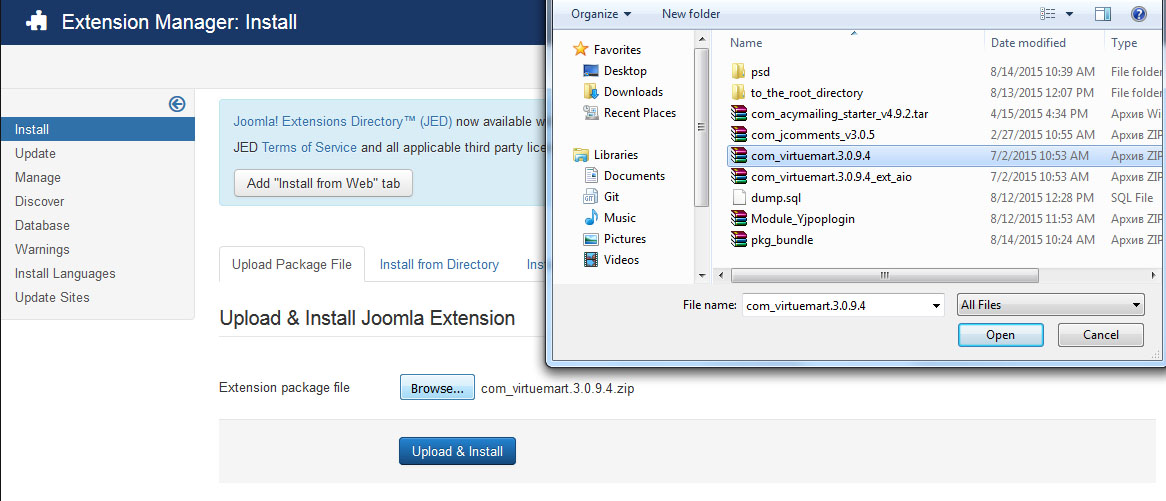 Extension Manager: Install
Install
Update
Manage
Discover
Database
Warnings
Install Languages
Update Sites
Joomla! Extensions Directory™ (JED) now available w
JED Terms of Service and all applicable third party lice
Add "Install from Web" tab
Upload Package File Install from Directory Ins
Upload & Install Joomla Extension
Extension package file Browse... com_virtuemart.3.0.9.4.zip
Upload & Install
Organize New folder
Favorites
Desktop
Downloads
Recent Places
Libraries
Documents
Git
Music
Pictures
Videos
Name Date modified Type
psd 8/14/2015 10:39 AM File folder
to_the_root_directory 8/13/2015 12:07 PM File folder
com_acymailing_starter_v4.9.2.tar 4/15/2015 4:34 PM Архив Wi
com_jcomments_v3.0.5 2/27/2015 10:55 AM Архив ZIP
com_virtuemart.3.0.9.4 7/2/2015 10:53 AM Архив ZIP
com_virtuemart.3.0.9.4_ext_aio 7/2/2015 10:53 AM Архив ZIP
dump.sql 8/12/2015 12:28 PM SQL File
Module_Yjpoplogin 8/12/2015 11:53 AM Архив ZIP
pkg_bundle 8/14/2015 10:24 AM Архив ZIP
File name: com_virtuemart.3.0.9.4 All Files
Open Cancel